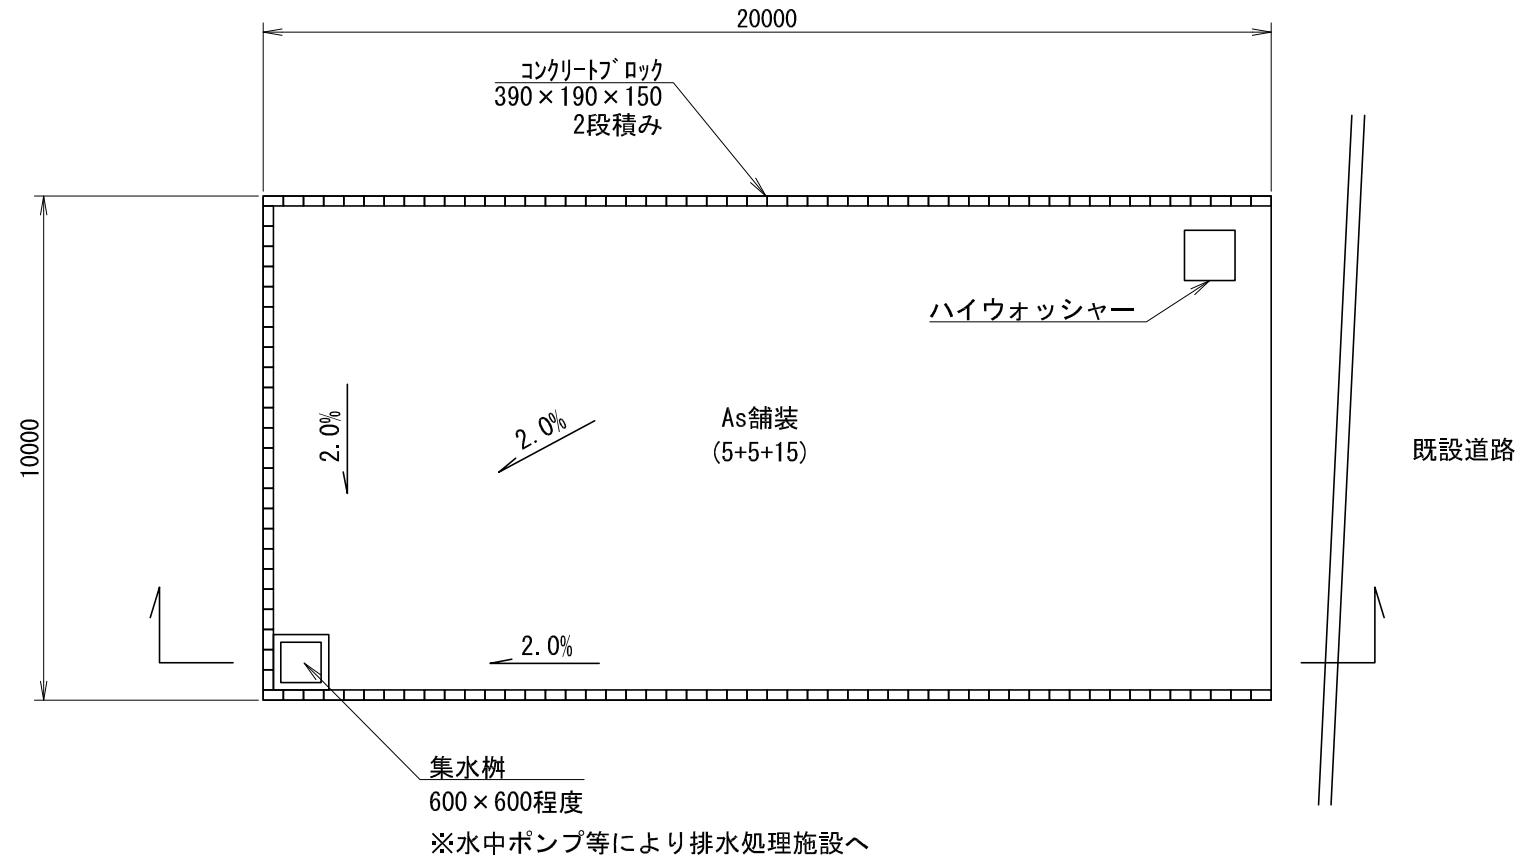 20000
コンクリートブロック
390×190×150
2段積み
ハイウォッシャー
2.0%
2.0%
As舗装
(5+5+15)
10000
既設道路
2.0%
集水桝
600×600程度
※水中ポンプ等により排水処理施設へ